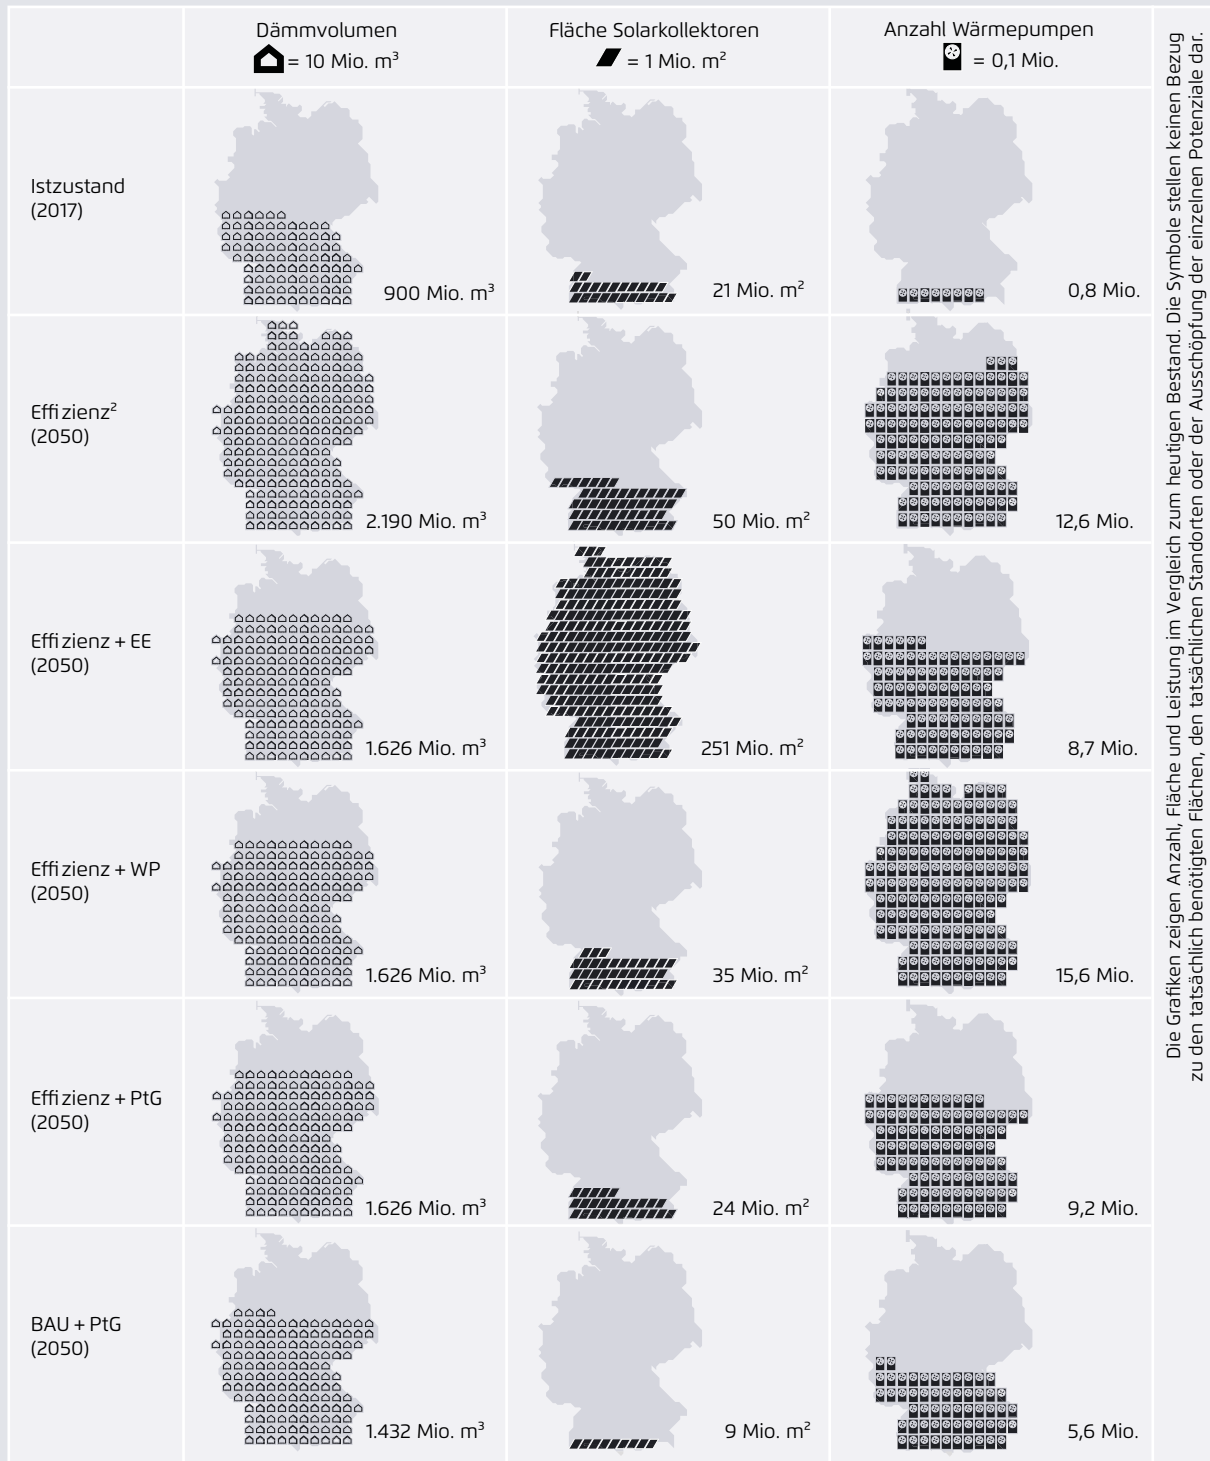 Dämmvolumen
= 10 Mio. m³
Fläche Solarkollektoren
= 1 Mio. m²
Anzahl Wärmepumpen
= 0,1 Mio.
Istzustand
(2017)
900 Mio. m³
21 Mio. m²
0,8 Mio.
Effizienz²
(2050)
2.190 Mio. m³
50 Mio. m²
12,6 Mio.
Effizienz + EE
(2050)
1.626 Mio. m³
251 Mio. m²
8,7 Mio.
Effizienz + WP
(2050)
1.626 Mio. m³
35 Mio. m²
15,6 Mio.
Effizienz + PtG
(2050)
1.626 Mio. m³
24 Mio. m²
9,2 Mio.
BAU + PtG
(2050)
1.432 Mio. m³
9 Mio. m²
5,6 Mio.
Die Grafiken zeigen Anzahl, Fläche und Leistung im Vergleich zum heutigen Bestand. Die Symbole stellen keinen Bezug
zu den tatsächlich benötigten Flächen, den tatsächlichen Standorten oder der Ausschöpfung der einzelnen Potenziale dar.